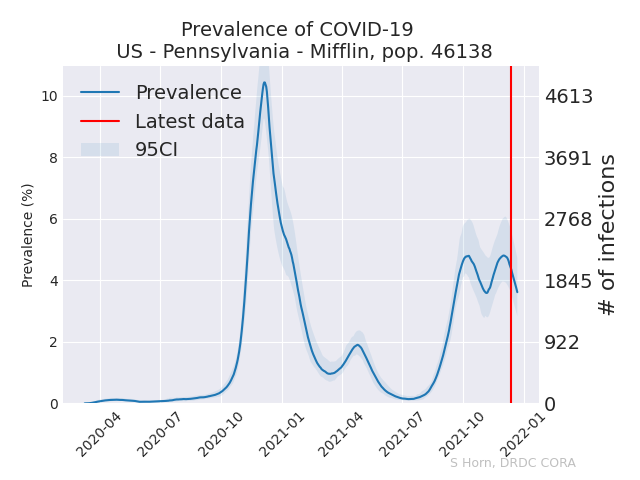 Prevalence of COVID-19
US - Pennsylvania - Mifflin, pop. 46138
Prevalence
Latest data
95CI
Prevalence (%)
10
8
6
4
2
0
4613
3691
2768
1845
922
0
# of infections
2020-04
2020-07
2020-10
2021-01
2021-04
2021-07
2021-10
2022-01
S Horn, DRDC CORA